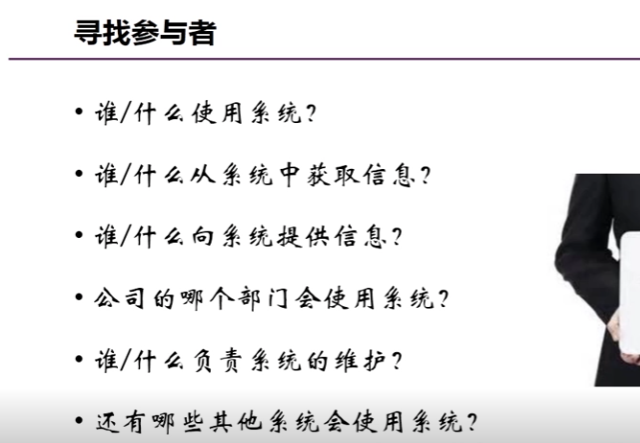 寻找参与者
• 谁/什么使用系统?
• 谁/什么从系统中获取信息?
• 谁/什么向系统提供信息?
• 公司的哪个部门会使用系统?
• 谁/什么负责系统的维护?
• 还有哪些其他系统会使用系统?